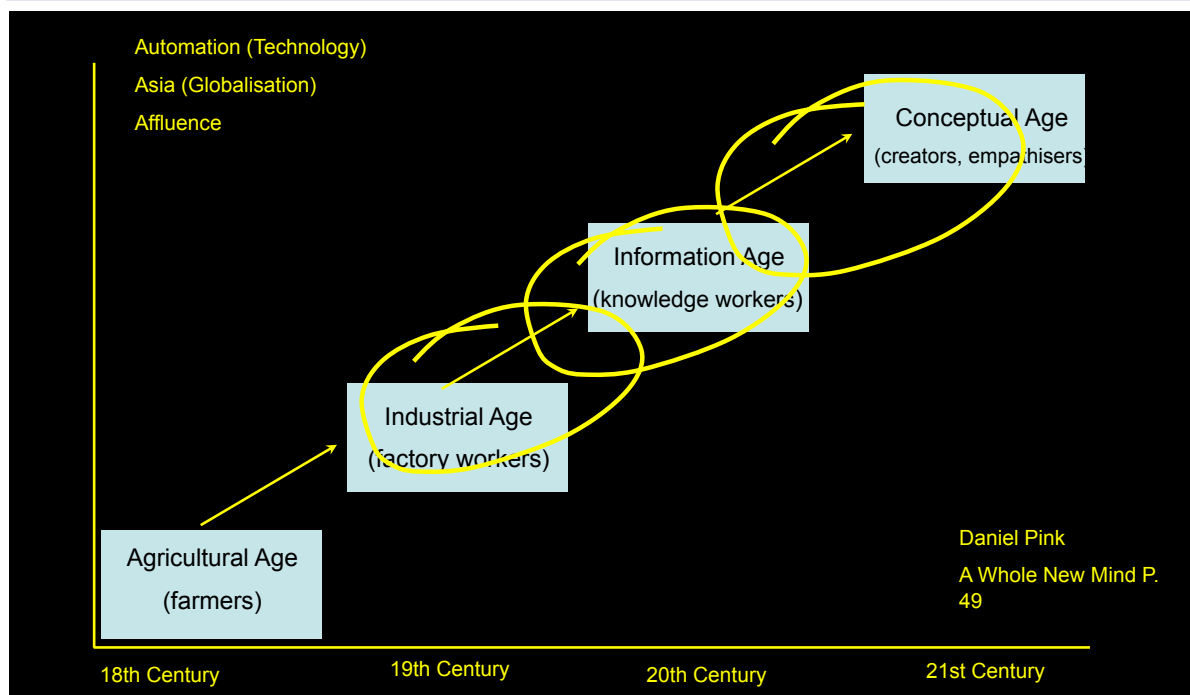 Automation (Technology)
Asia (Globalisation)
Affluence
Conceptual Age
(creators, empathisers)
Information Age
(knowledge workers)
Industrial Age
(factory workers)
Agricultural Age
(farmers)
Daniel Pink
A Whole New Mind P.
49
18th Century
19th Century
20th Century
21st Century